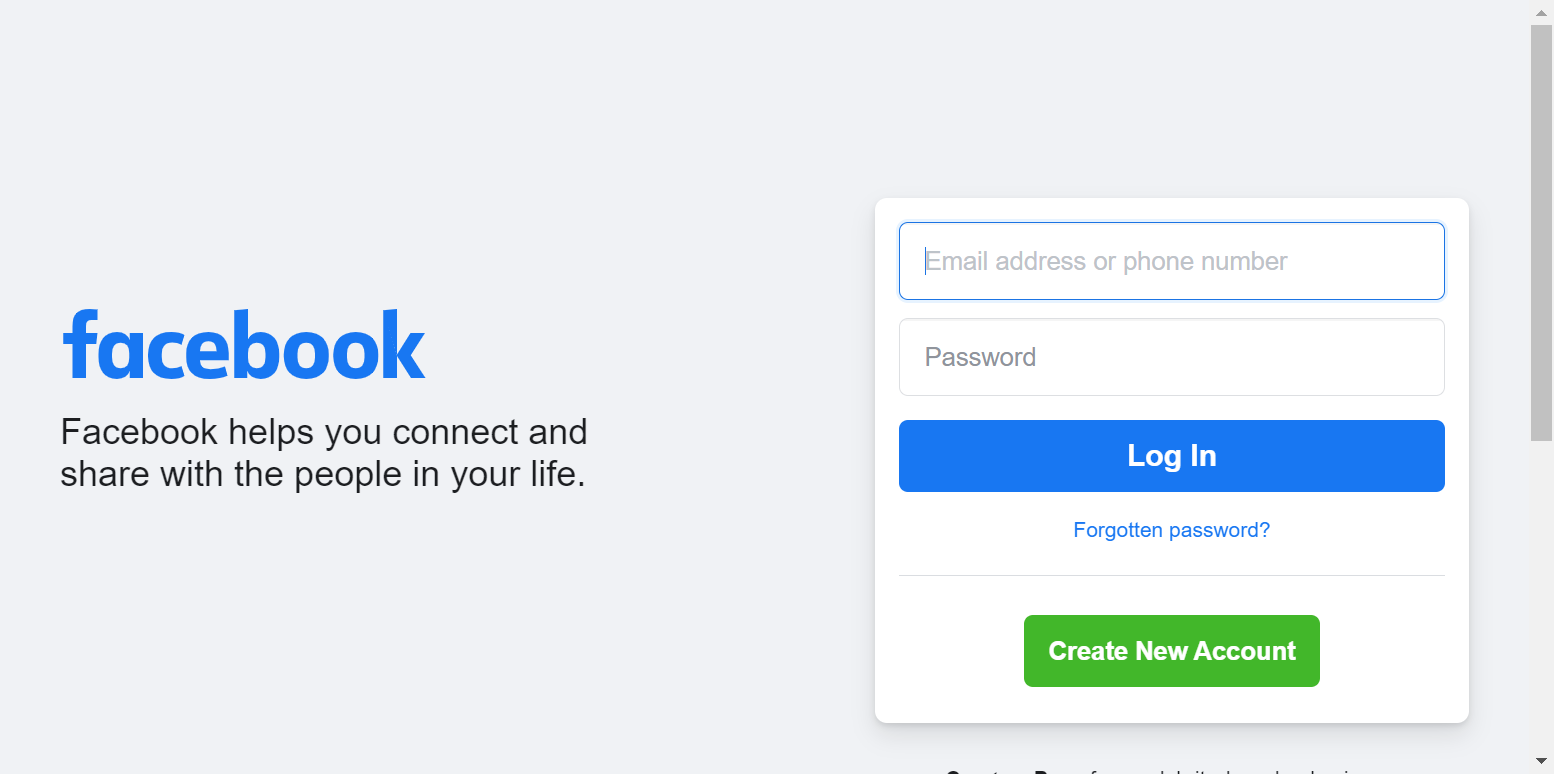 facebook
Facebook helps you connect and
share with the people in your life.
Email address or phone number
Password
Log In
Forgotten password?
Create New Account